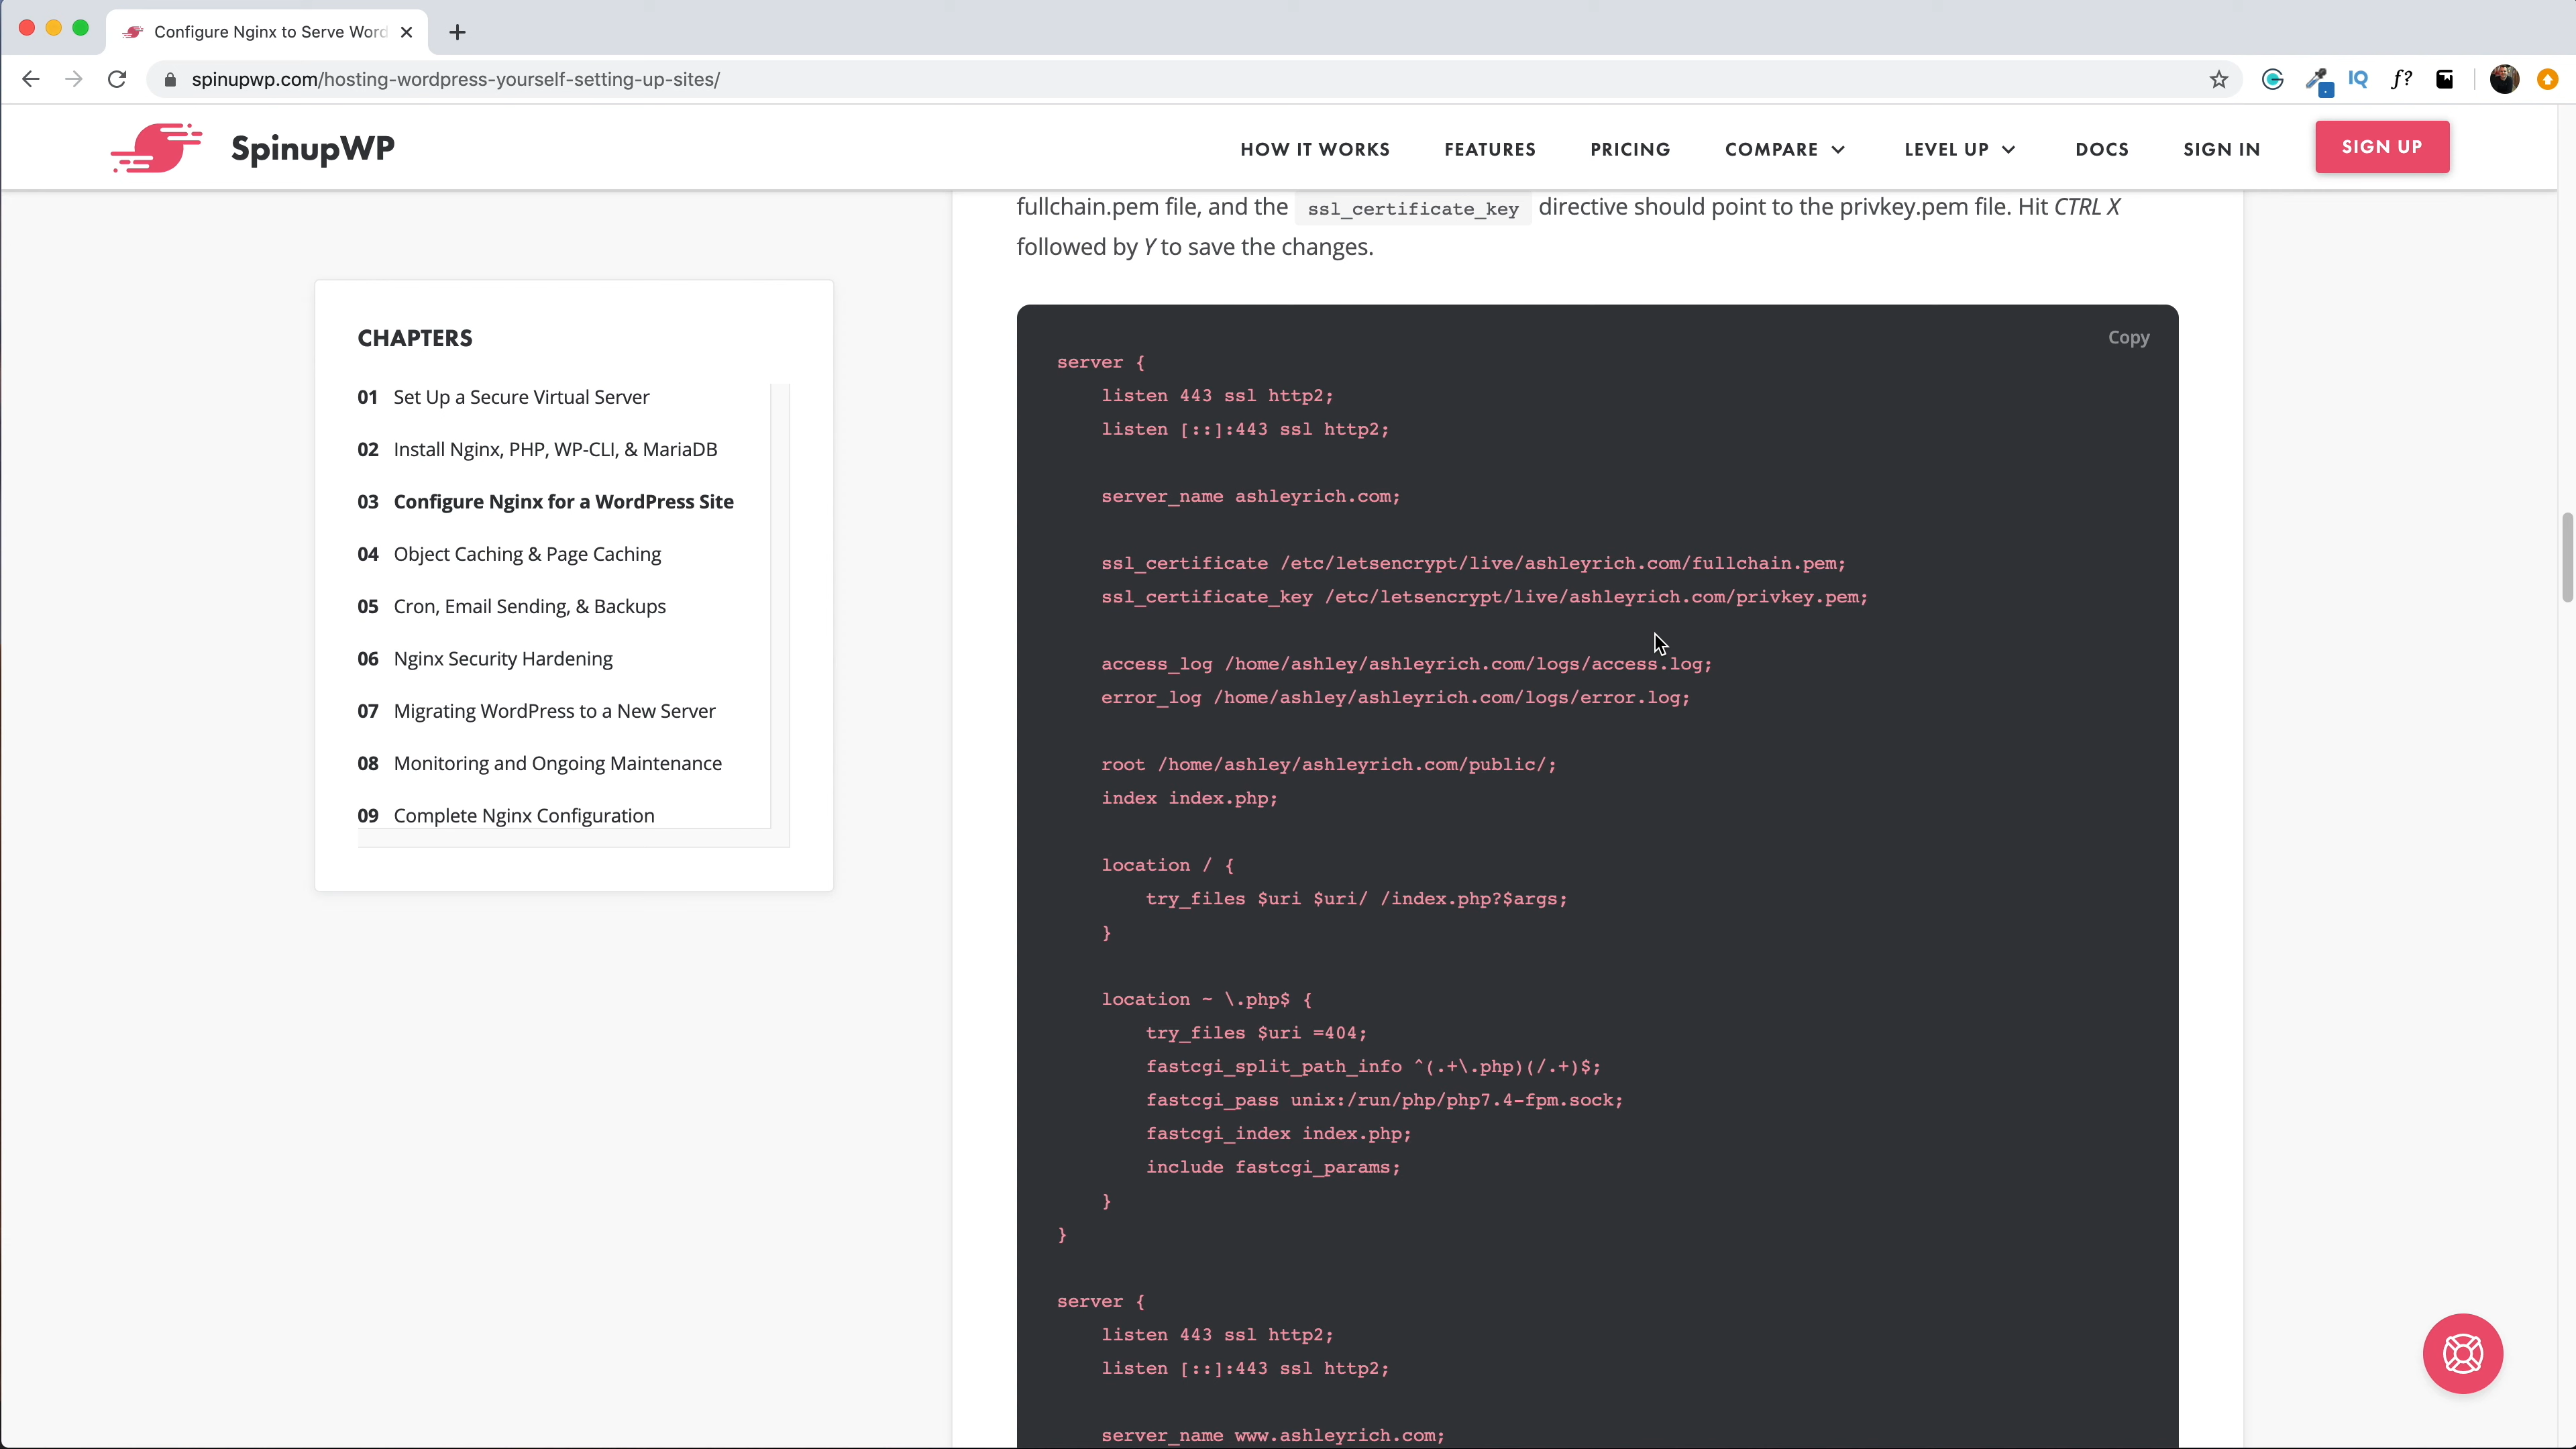 Configure Nginx to Serve Word
spinupwp.com/hosting-wordpress-yourself-setting-up-sites/
IQ
f?
SpinupWP
HOW IT WORKS
FEATURES
PRICING
COMPARE
LEVEL UP
DOCS
SIGN IN
SIGN UP
fullchain.pem file, and the ssl_certificate_key directive should point to the privkey.pem file. Hit CTRL X
followed by Y to save the changes.
CHAPTERS
01 Set Up a Secure Virtual Server
02 Install Nginx, PHP, WP-CLI, & MariaDB
03 Configure Nginx for a WordPress Site
04 Object Caching & Page Caching
05 Cron, Email Sending, & Backups
06 Nginx Security Hardening
07 Migrating WordPress to a New Server
08 Monitoring and Ongoing Maintenance
09 Complete Nginx Configuration
Copy
server {
listen 443 ssl http2;
listen [::]:443 ssl http2;
server_name ashleyrich.com;
ssl_certificate /etc/letsencrypt/live/ashleyrich.com/fullchain.pem;
ssl_certificate_key /etc/letsencrypt/live/ashleyrich.com/privkey.pem;
access_log /home/ashley/ashleyrich.com/logs/access.log;
error_log /home/ashley/ashleyrich.com/logs/error.log;
root /home/ashley/ashleyrich.com/public/;
index index.php;
location / {
try_files $uri $uri/ /index.php?$args;
}
location ~ \.php$ {
try_files $uri =404;
fastcgi_split_path_info ^(.+\.php)(/.+)$;
fastcgi_pass unix:/run/php/php7.4-fpm.sock;
fastcgi_index index.php;
include fastcgi_params;
}
}
server {
listen 443 ssl http2;
listen [::]:443 ssl http2;
server_name www.ashleyrich.com;